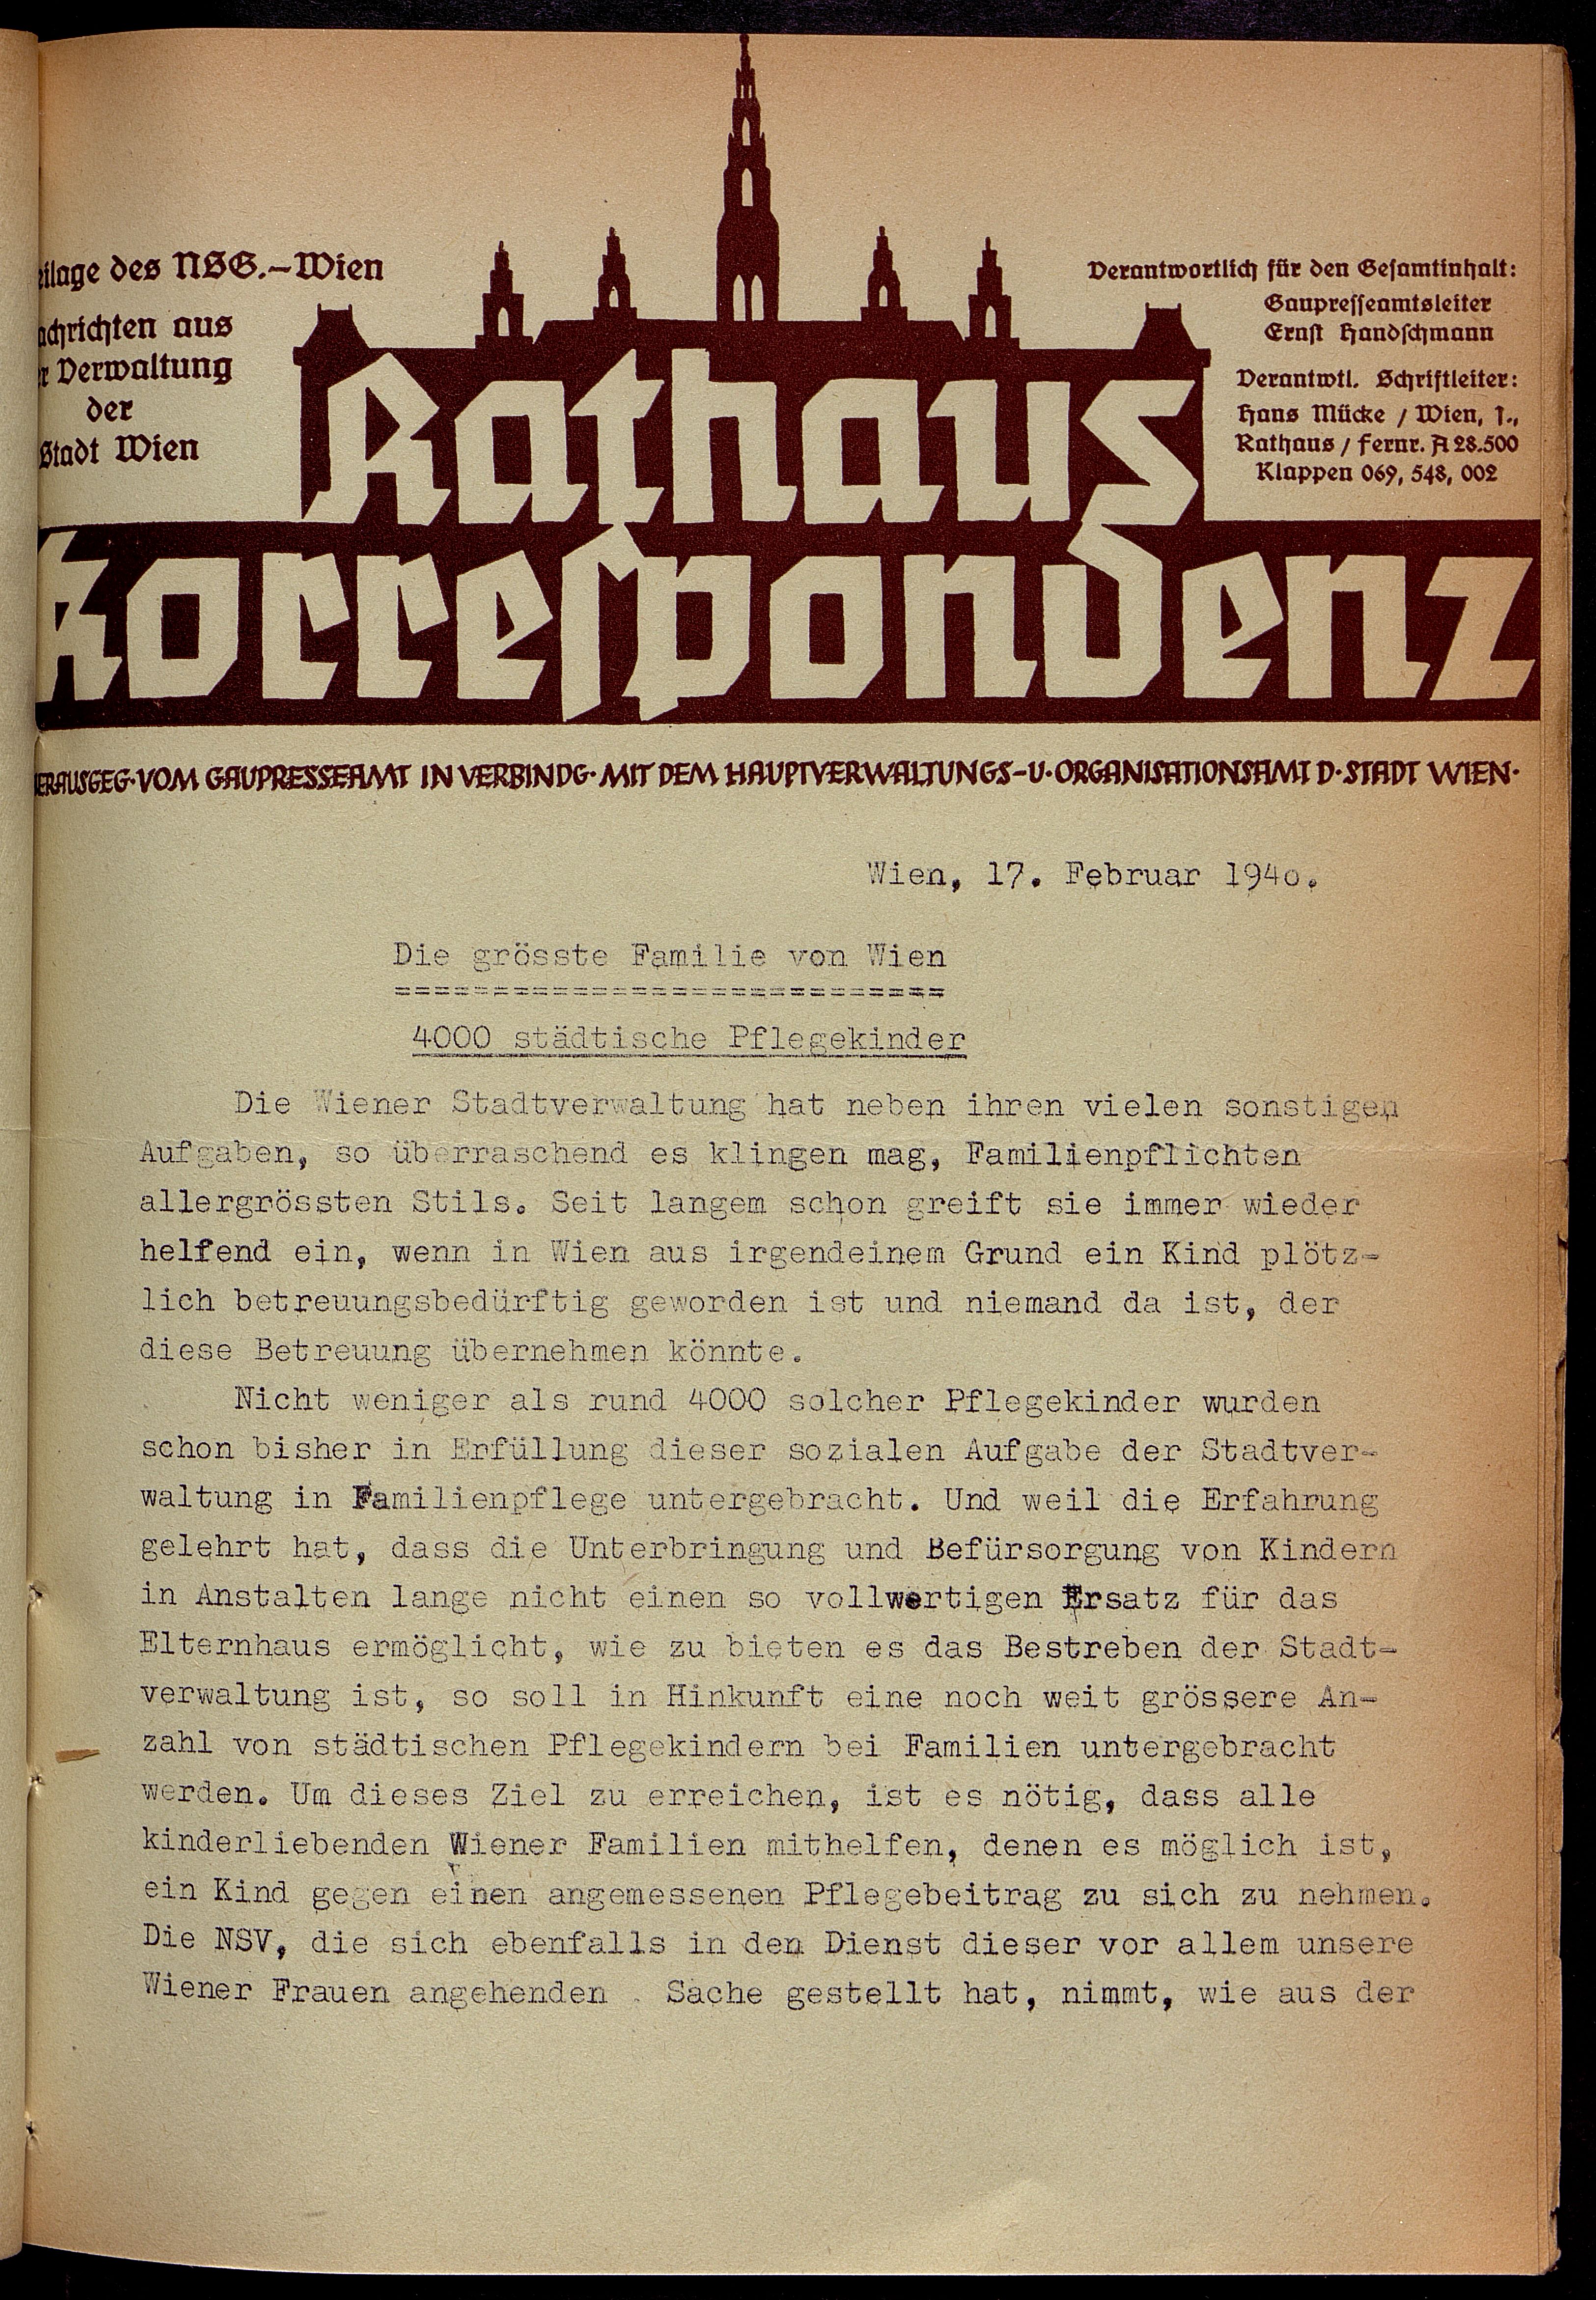 eilage des NSG.-Wien
achrichten aus
r Verwaltung
der
Stadt Wien
Verantwortlich für den Gesamtinhalt:
Gaupresseamtsleiter
Ernst Handschmann
Verantwtl. Schriftleiter:
Hans Mücke / Wien, 1.,
Rathaus / Fernr. A 28.500
Klappen 069, 548, 002
Rathaus
Korrespondenz
HERAUSGEG·VOM GAUPRESSEAMT IN VERBINDG·MIT DEM HAUPTVERWALTUNGS-U·ORGANISATIONSAMT D·STADT WIEN·
Wien, 17. Februar 194o.
Die grösste Familie von Wien
============================
4000 städtische Pflegekinder
Die Wiener Stadtverwaltung hat neben ihren vielen sonstigen
Aufgaben, so überraschend es klingen mag, Familienpflichten
allergrössten Stils. Seit langem schon greift sie immer wieder
helfend ein, wenn in Wien aus irgendeinem Grund ein Kind plötz-
lich betreuungsbedürftig geworden ist und niemand da ist, der
diese Betreuung übernehmen könnte.
Nicht weniger als rund 4000 solcher Pflegekinder wurden
schon bisher in Erfüllung dieser sozialen Aufgabe der Stadtver-
waltung in Familienpflege untergebracht. Und weil die Erfahrung
gelehrt hat, dass die Unterbringung und Befürsorgung von Kindern
in Anstalten lange nicht einen so vollwertigen Ersatz für das
Elternhaus ermöglicht, wie zu bieten es das Bestreben der Stadt-
verwaltung ist, so soll in Hinkunft eine noch weit grössere An-
zahl von städtischen Pflegekindern bei Familien untergebracht
werden. Um dieses Ziel zu erreichen, ist es nötig, dass alle
kinderliebenden Wiener Familien mithelfen, denen es möglich ist,
ein Kind gegen einen angemessenen Pflegebeitrag zu sich zu nehmen.
Die NSV, die sich ebenfalls in den Dienst dieser vor allem unsere
Wiener Frauen angehenden Sache gestellt hat, nimmt, wie aus der